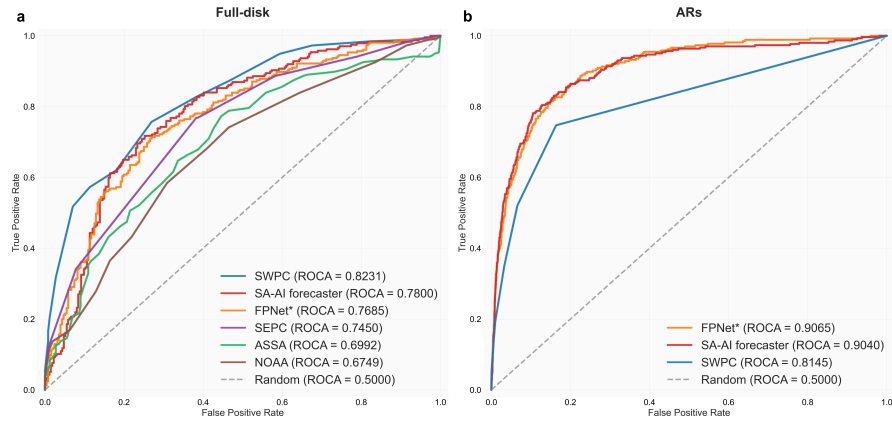 a
Full-disk
1.0
0.8
0.6
0.4
0.2
0.0
True Positive Rate
SWPC (ROCA = 0.8231)
SA-AI forecaster (ROCA = 0.7800)
FPNet* (ROCA = 0.7685)
SEPC (ROCA = 0.7450)
ASSA (ROCA = 0.6992)
NOAA (ROCA = 0.6749)
Random (ROCA = 0.5000)
0.0 0.2 0.4 0.6 0.8 1.0
False Positive Rate
b
ARs
1.0
0.8
0.6
0.4
0.2
0.0
True Positive Rate
FPNet* (ROCA = 0.9065)
SA-AI forecaster (ROCA = 0.9040)
SWPC (ROCA = 0.8145)
Random (ROCA = 0.5000)
0.0 0.2 0.4 0.6 0.8 1.0
False Positive Rate